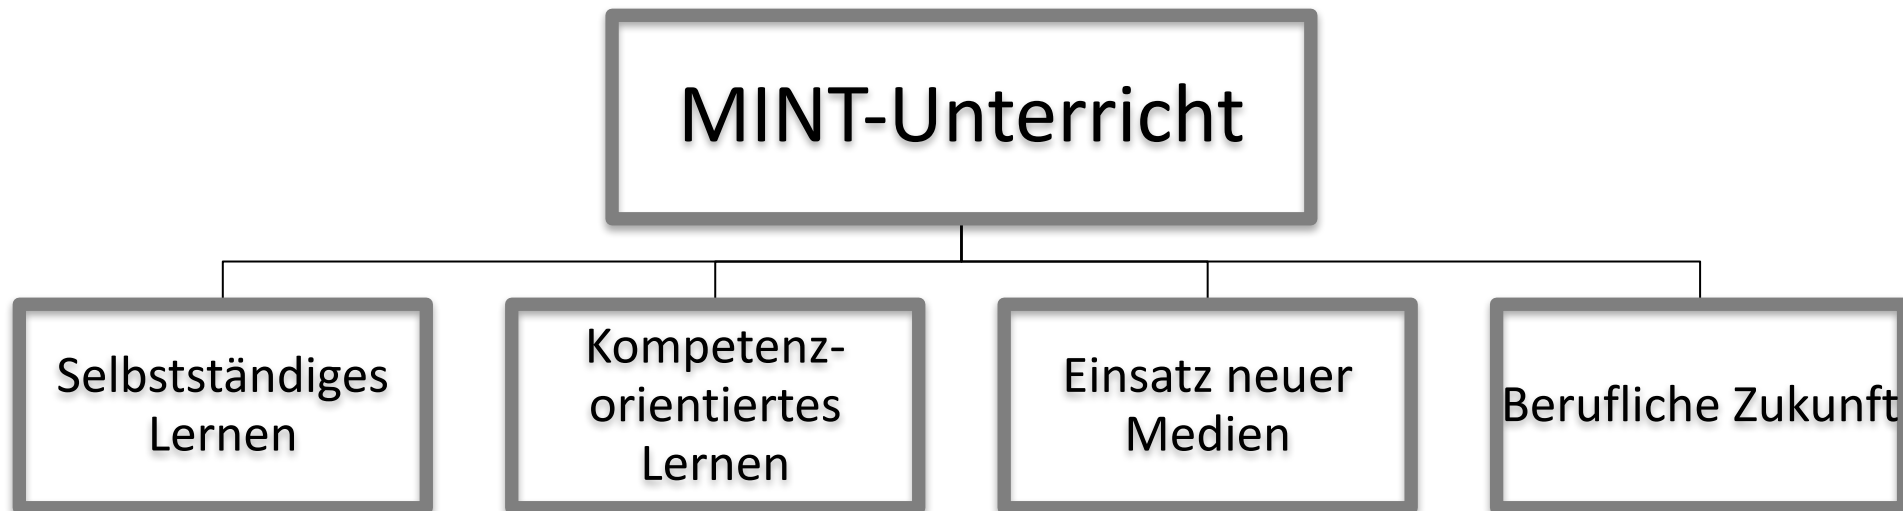 MINT-Unterricht
Selbstständiges
Lernen
Kompetenz-
orientiertes
Lernen
Einsatz neuer
Medien
Berufliche Zukunft